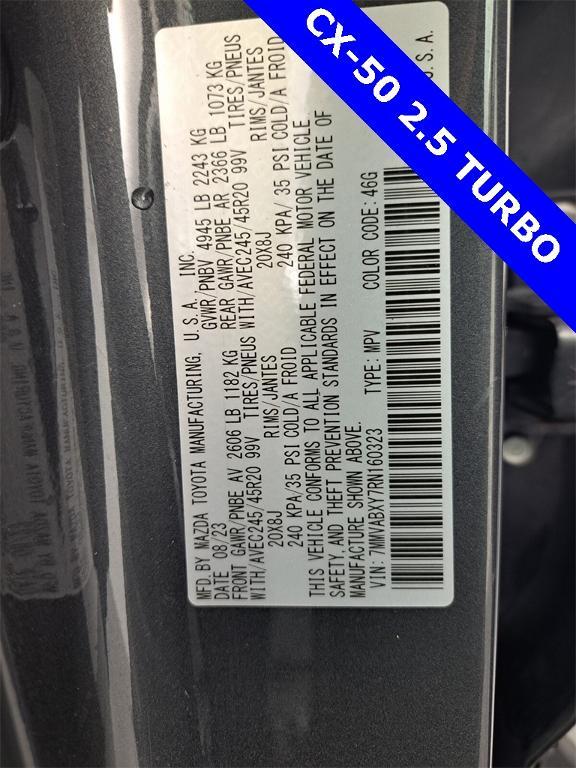 CX-50 2.5 TURBO
MFD.BY MAZDA TOYOTA MANUFACTURING, U.S.A. INC.
DATE 08/23 GVWR/PNBV 4945 LB 2243 KG
FRONT GAWR/PNBE AV 2606 LB 1182 KG REAR GAWR/PNBE AR 2366 LB 1073 KG
WITH/AVEC245/45R20 99V TIRES/PNEUS WITH/AVEC245/45R20 99V TIRES/PNEUS
20X8J RIMS/JANTES 20X8J RIMS/JANTES
240 KPA/35 PSI COLD/A FROID 240 KPA/ 35 PSI COLD/A FROID
THIS VEHICLE CONFORMS TO ALL APPLICABLE FEDERAL MOTOR VEHICLE
SAFETY,AND THEFT PREVENTION STANDARDS IN EFFECT ON THE DATE OF
MANUFACTURE SHOWN ABOVE.
VIN: 7MMVABXY7RN160323 TYPE: MPV COLOR CODE: 46G
U.S.A.